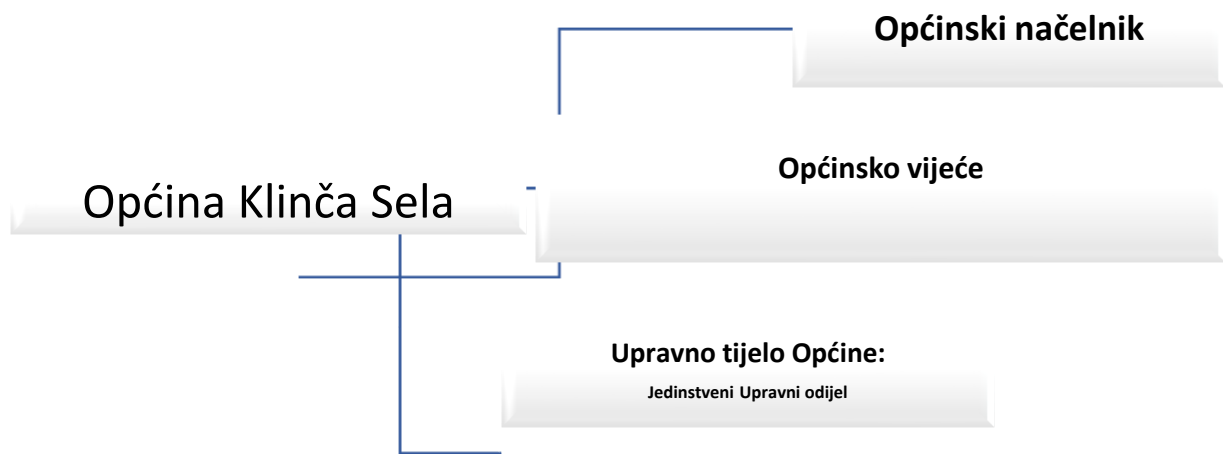 Općinski načelnik
Općinsko vijeće
Općina Klinča Sela
Upravno tijelo Općine:
Jedinstveni Upravni odijel